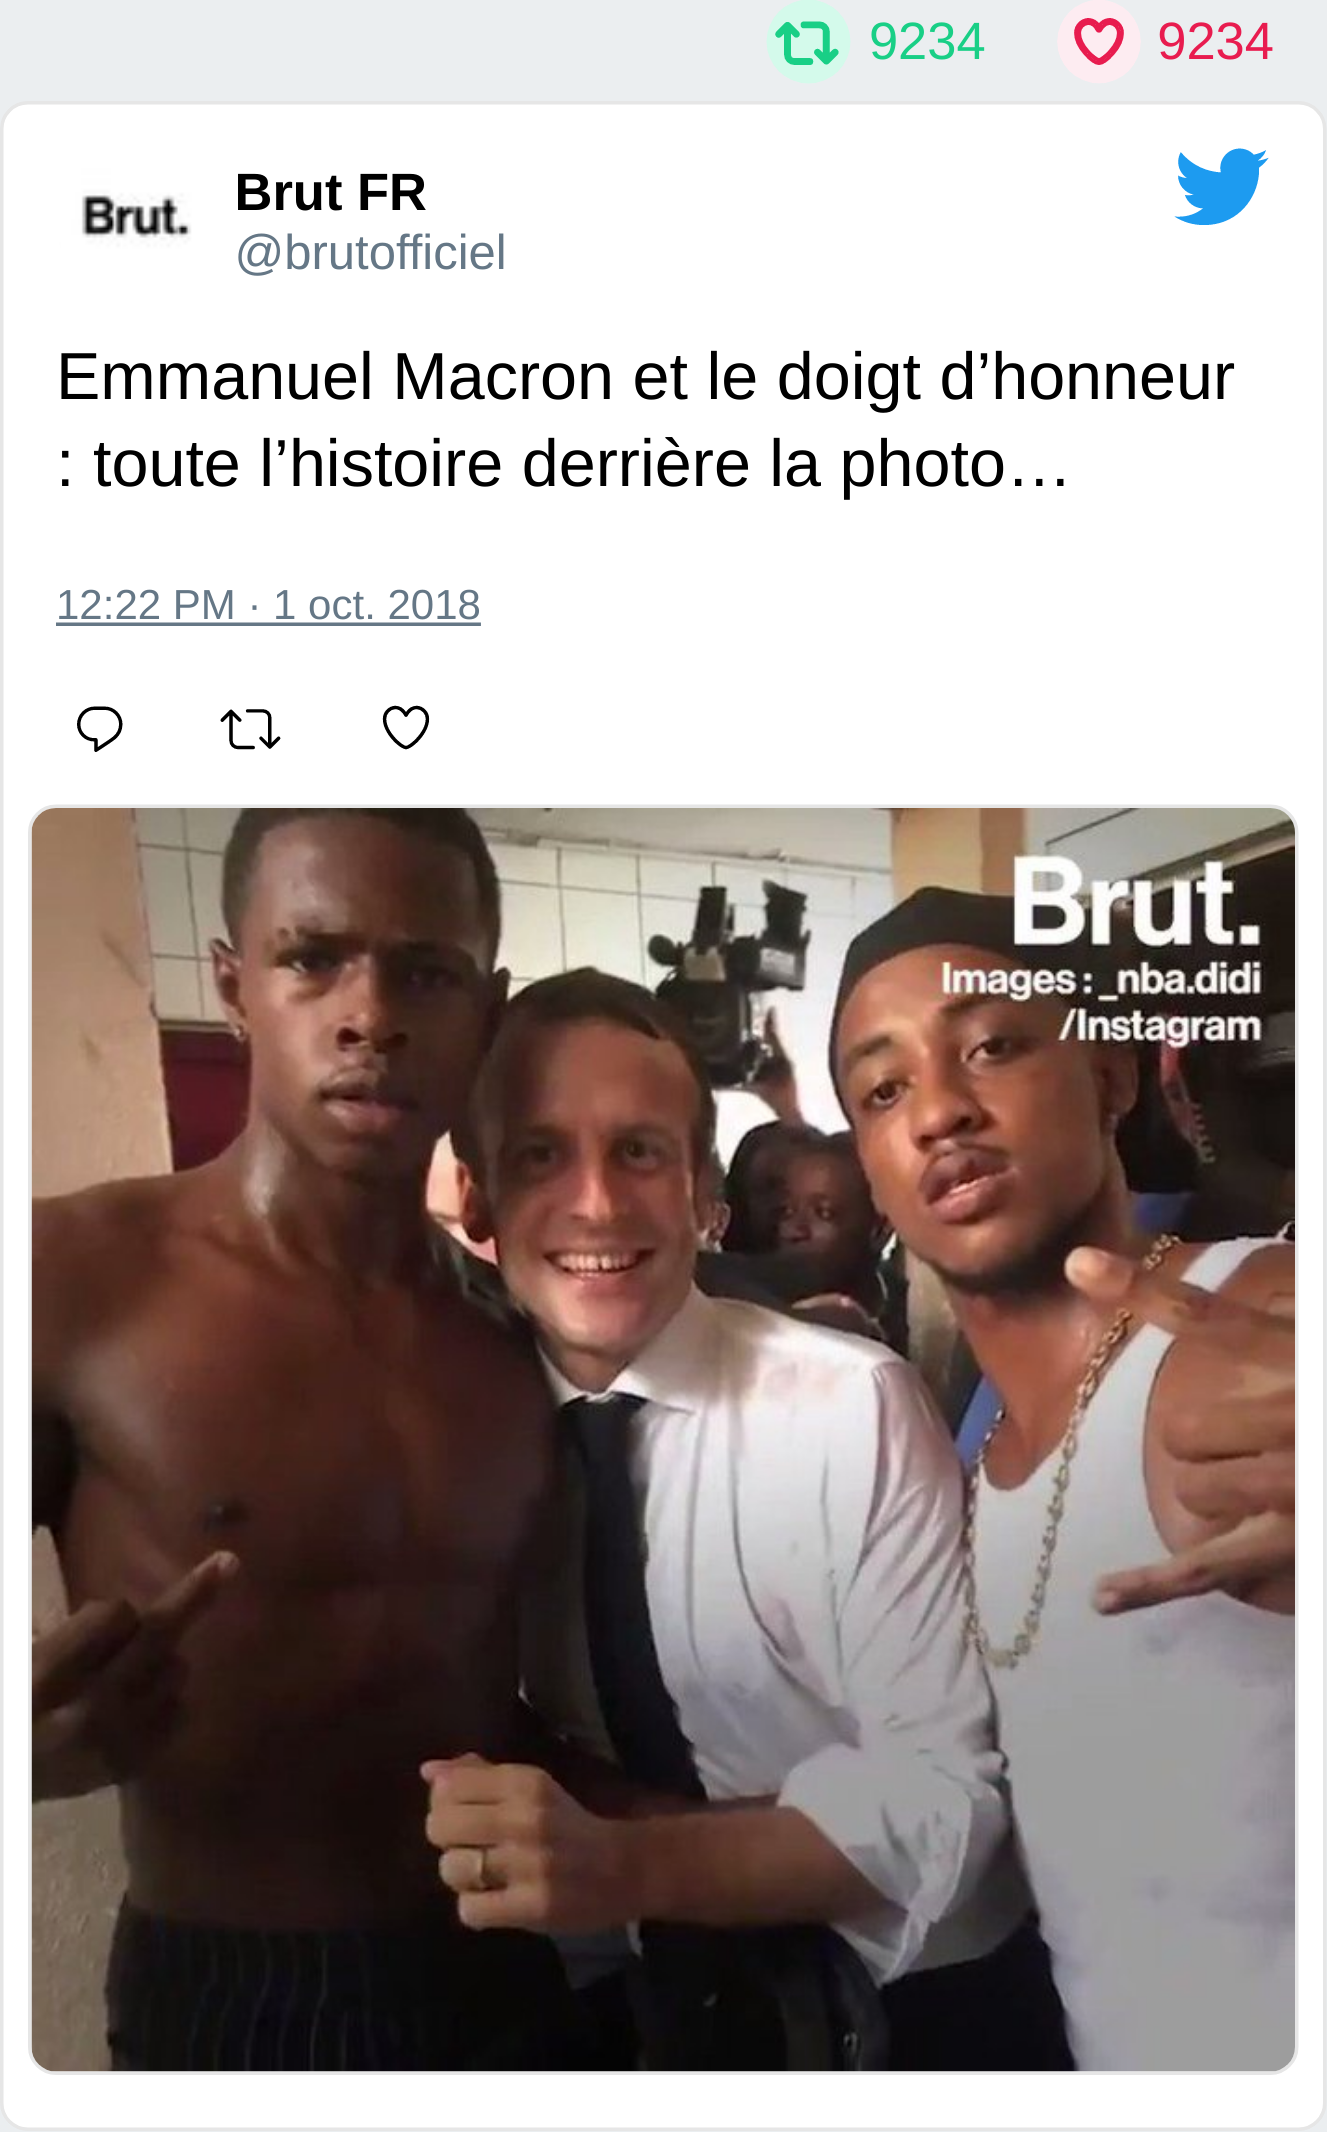 9234 9234
Brut.
Brut FR
@brutofficiel
Emmanuel Macron et le doigt d’honneur
: toute l’histoire derrière la photo…
12:22 PM · 1 oct. 2018
Brut.
Images : _nba.didi
/Instagram